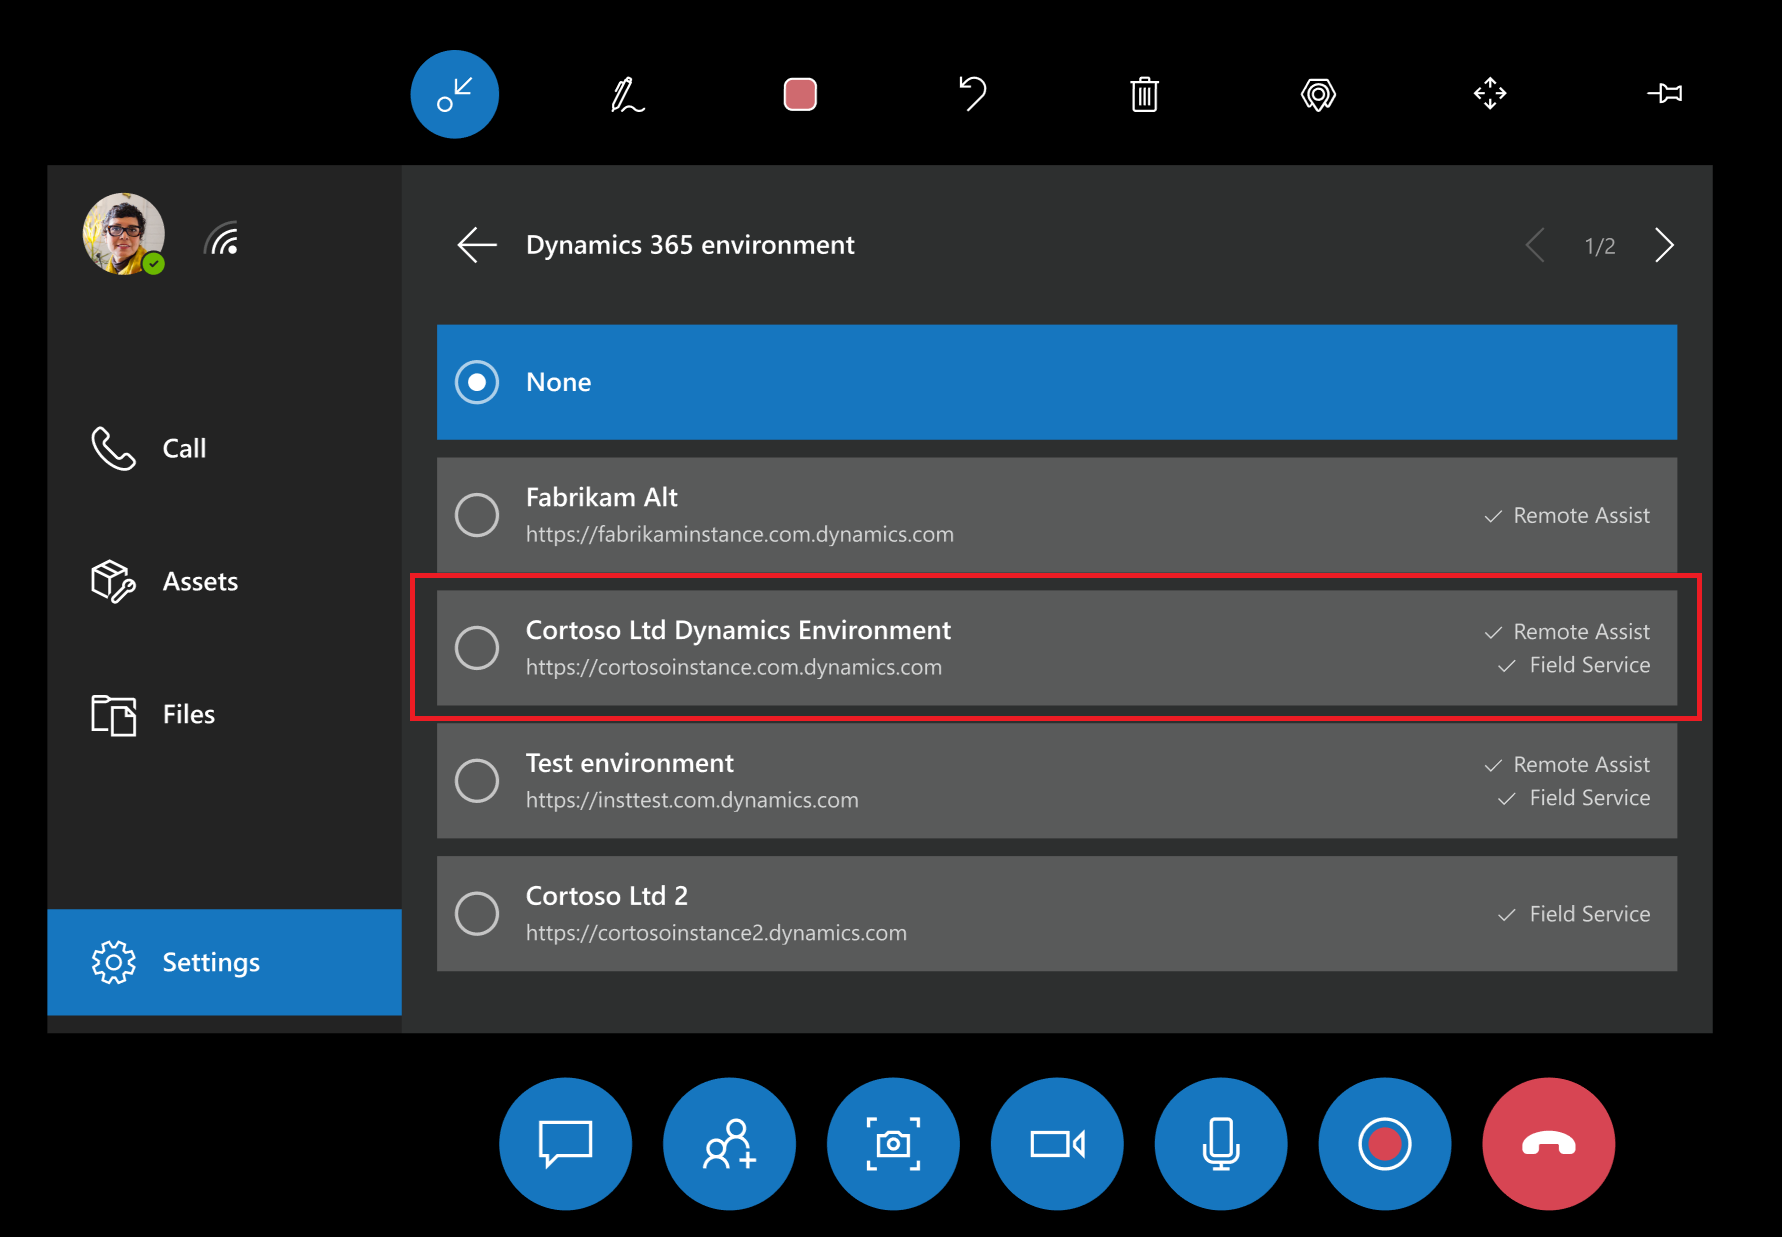 Dynamics 365 environment
1/2
None
Call
Fabrikam Alt
https://fabrikaminstance.com.dynamics.com
Remote Assist
Assets
Cortoso Ltd Dynamics Environment
https://cortosoinstance.com.dynamics.com
Remote Assist
Field Service
Files
Test environment
https://insttest.com.dynamics.com
Remote Assist
Field Service
Cortoso Ltd 2
https://cortosoinstance2.dynamics.com
Field Service
Settings